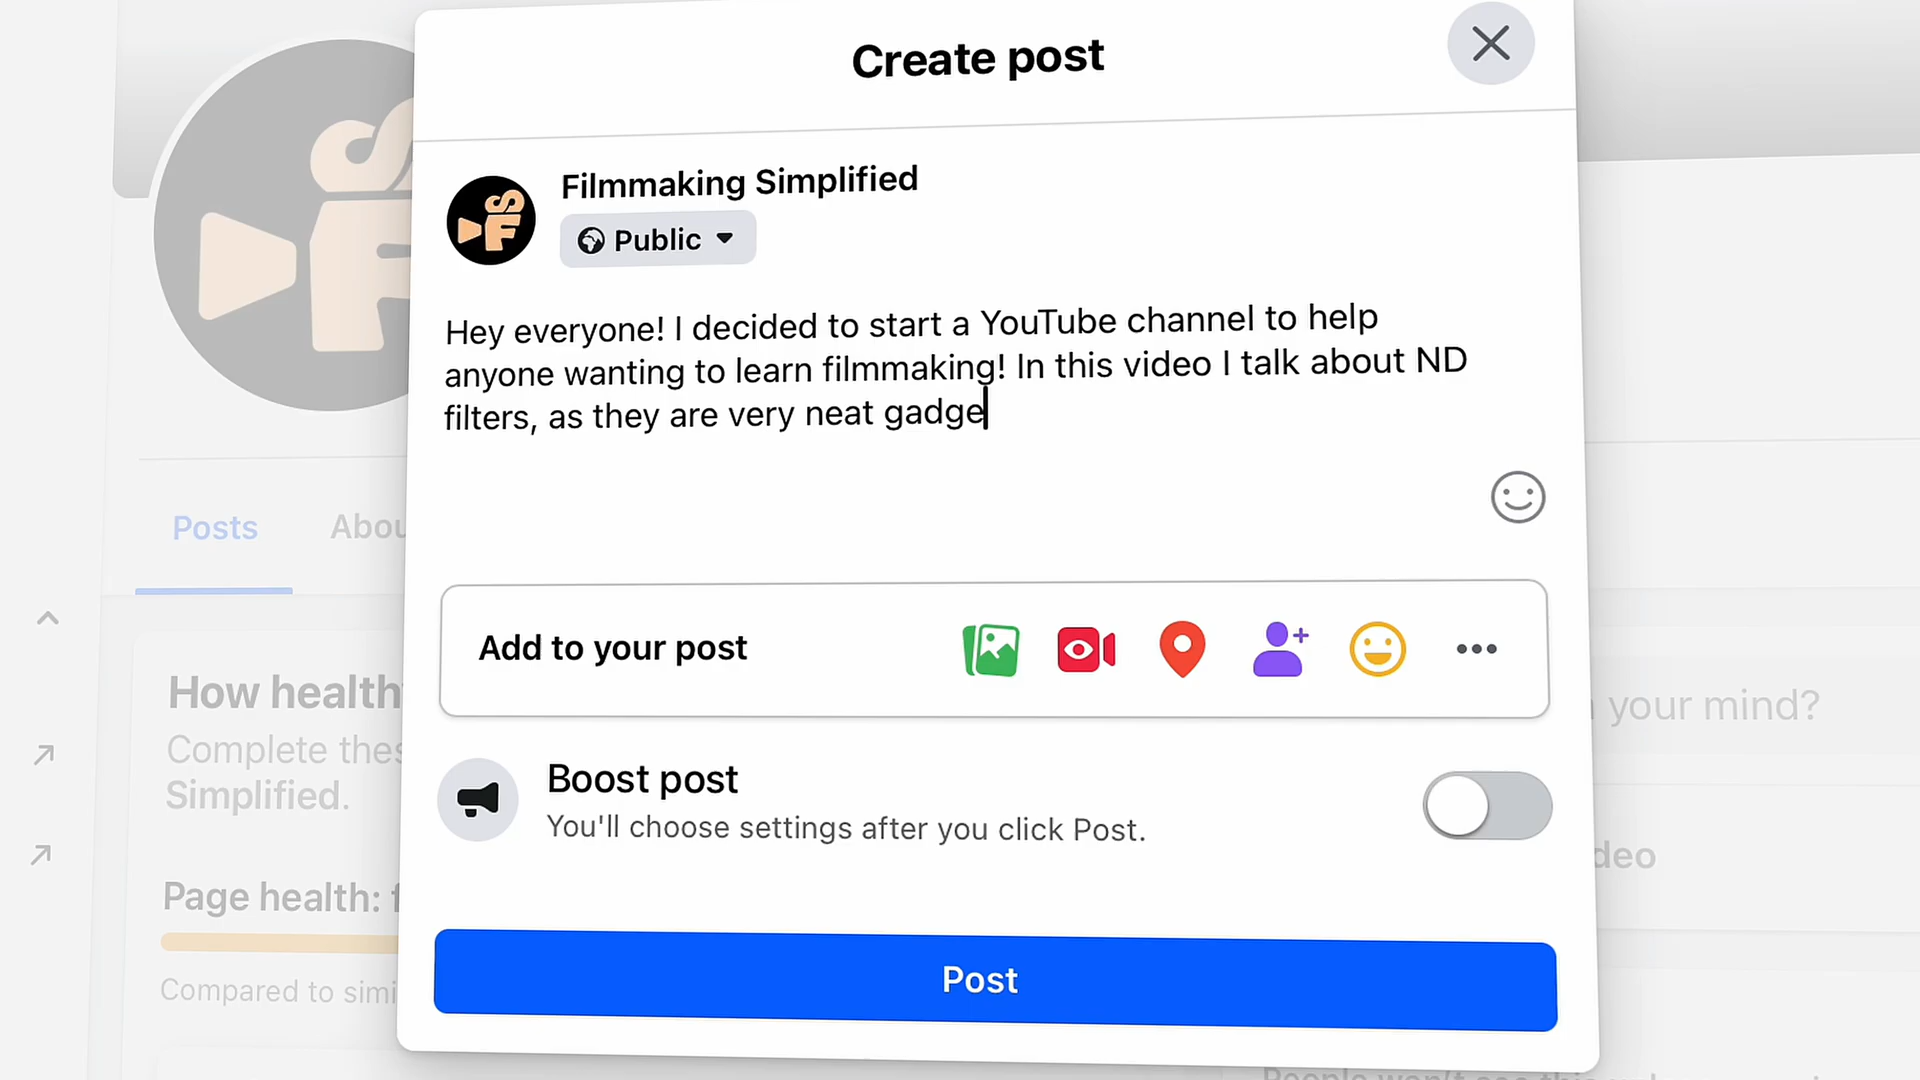 Create post
Filmmaking Simplified
Public
Hey everyone! I decided to start a YouTube channel to help
anyone wanting to learn filmmaking! In this video I talk about ND
filters, as they are very neat gadge
Posts
Abou
Add to your post
How health
Complete thes
Simplified.
your mind?
Boost post
You'll choose settings after you click Post.
deo
Page health: f
Compared to simi
Post